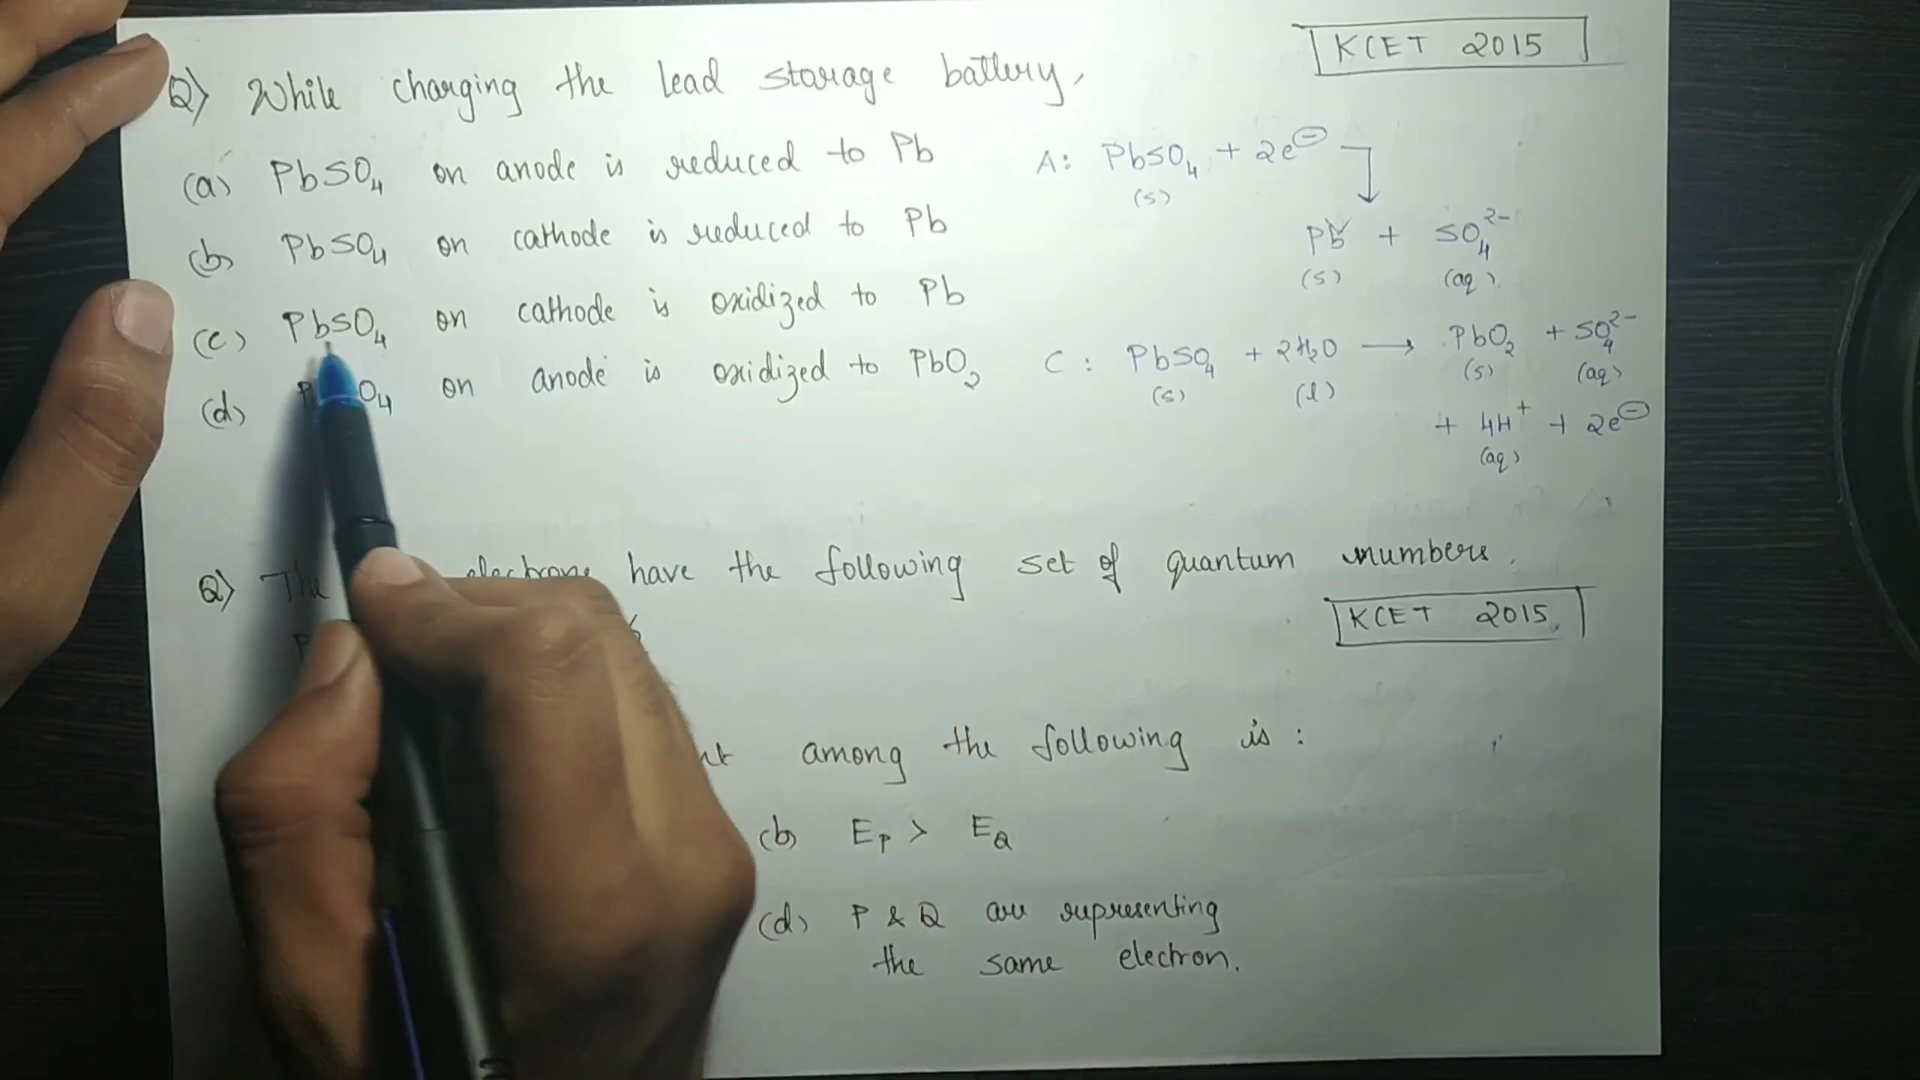 KCET 2015
Q) While charging the lead storage battery,
(a) PbSO4 on anode is reduced to Pb
(b) PbSO4 on cathode is reduced to Pb
(c) PbSO4 on cathode is oxidized to Pb
(d) O4 on anode is oxidized to PbO2
A: PbSO4 + 2e⊖
(s)
Pb + SO4^2-
(s) (aq)
C: PbSO4 + 2H2O → PbO2 + SO4^2-
(s) (l) (s) (aq)
+ 4H+ + 2e⊖
(aq)
Q) The electrons have the following set of quantum numbers.
KCET 2015
among the following is :
(b) EP > EQ
(d) P & Q are representing
the same electron.